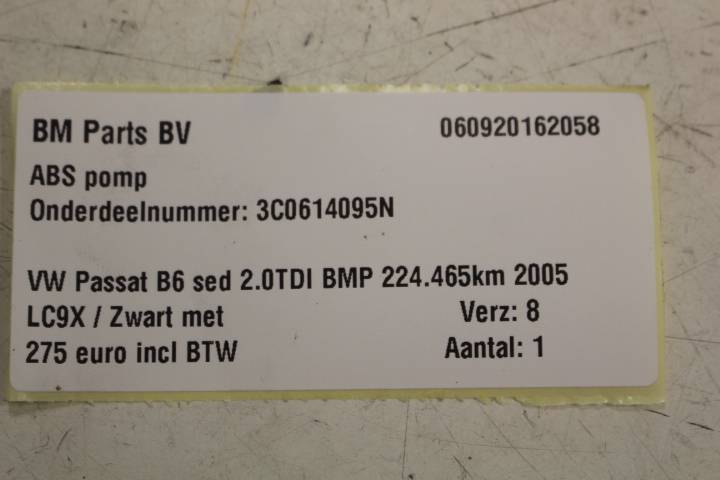 BM Parts BV 060920162058
ABS pomp
Onderdeelnummer: 3C0614095N
VW Passat B6 sed 2.0TDI BMP 224.465km 2005
LC9X / Zwart met Verz: 8
275 euro incl BTW Aantal: 1